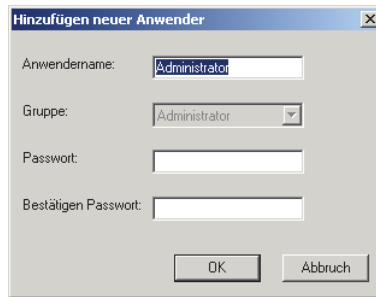 Hinzufügen neuer Anwender
Anwendername: Administrator
Gruppe: Administrator
Passwort:
Bestätigen Passwort:
OK Abbruch